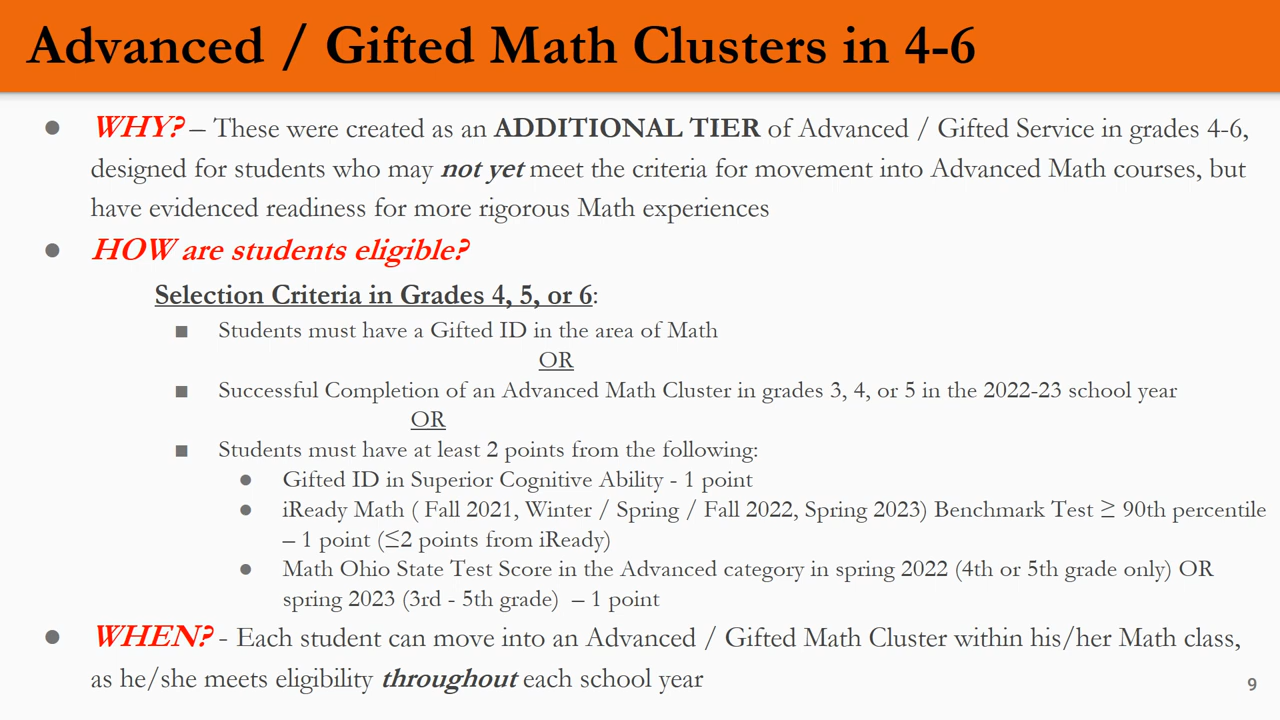 Advanced / Gifted Math Clusters in 4-6
● WHY? – These were created as an ADDITIONAL TIER of Advanced / Gifted Service in grades 4-6,
designed for students who may not yet meet the criteria for movement into Advanced Math courses, but
have evidenced readiness for more rigorous Math experiences
● HOW are students eligible?
Selection Criteria in Grades 4, 5, or 6:
■ Students must have a Gifted ID in the area of Math
OR
■ Successful Completion of an Advanced Math Cluster in grades 3, 4, or 5 in the 2022-23 school year
OR
■ Students must have at least 2 points from the following:
● Gifted ID in Superior Cognitive Ability - 1 point
● iReady Math ( Fall 2021, Winter / Spring / Fall 2022, Spring 2023) Benchmark Test ≥ 90th percentile
– 1 point (≤2 points from iReady)
● Math Ohio State Test Score in the Advanced category in spring 2022 (4th or 5th grade only) OR
spring 2023 (3rd - 5th grade) – 1 point
● WHEN? - Each student can move into an Advanced / Gifted Math Cluster within his/her Math class,
as he/she meets eligibility throughout each school year
9